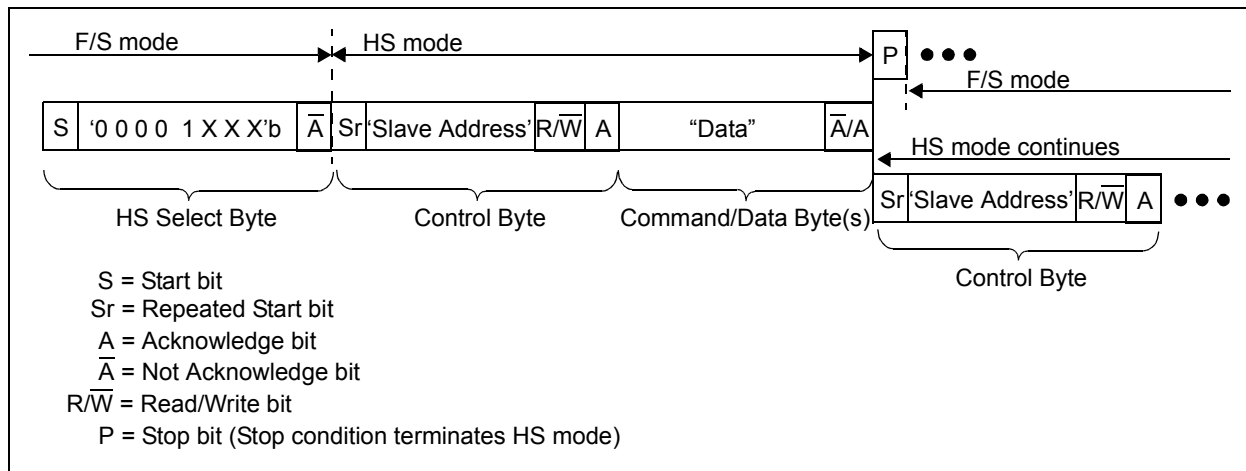 F/S mode
HS mode
P ●●●
F/S mode
S '0 0 0 0 1 X X X'b A̅ Sr 'Slave Address' R/W̅ A "Data" A̅/A
HS mode continues
Sr 'Slave Address' R/W̅ A ●●●
HS Select Byte
Control Byte
Command/Data Byte(s)
Control Byte
S = Start bit
Sr = Repeated Start bit
A = Acknowledge bit
A̅ = Not Acknowledge bit
R/W̅ = Read/Write bit
P = Stop bit (Stop condition terminates HS mode)